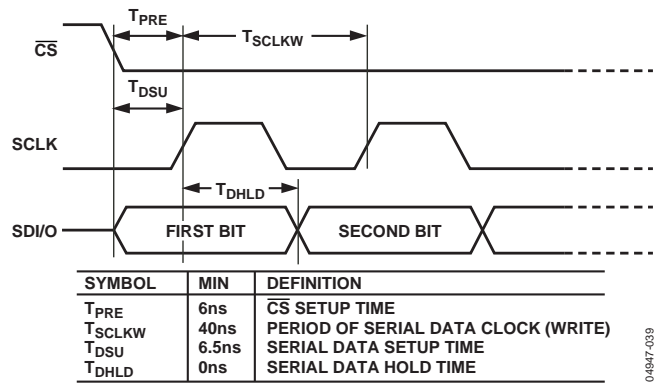 T_PRE
T_SCLKW
CS
T_DSU
SCLK
T_DHLD
SDI/O FIRST BIT SECOND BIT
SYMBOL MIN DEFINITION
T_PRE 6ns CS SETUP TIME
T_SCLKW 40ns PERIOD OF SERIAL DATA CLOCK (WRITE)
T_DSU 6.5ns SERIAL DATA SETUP TIME
T_DHLD 0ns SERIAL DATA HOLD TIME
04947-039